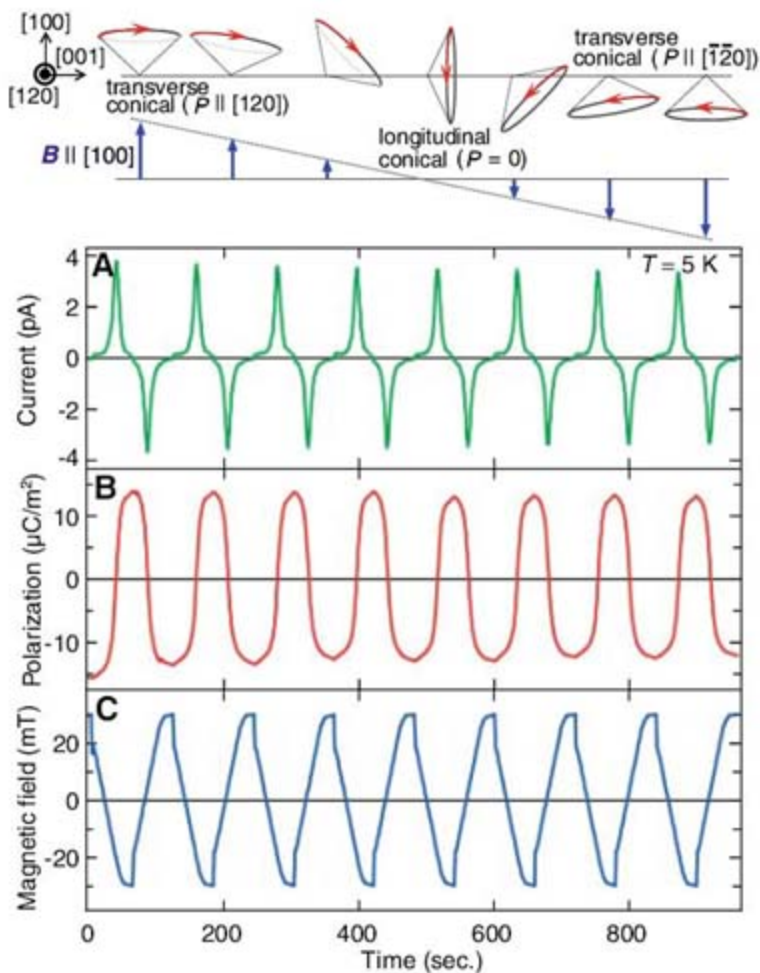 [100]
[001]
[120]
transverse
conical (P || [120])
transverse
conical (P || [1̄2̄0])
longitudinal
conical (P = 0)
B || [100]
A
T = 5 K
Current (pA)
4
2
0
-2
-4
B
Polarization (µC/m²)
10
0
-10
C
Magnetic field (mT)
20
0
-20
0 200 400 600 800
Time (sec.)